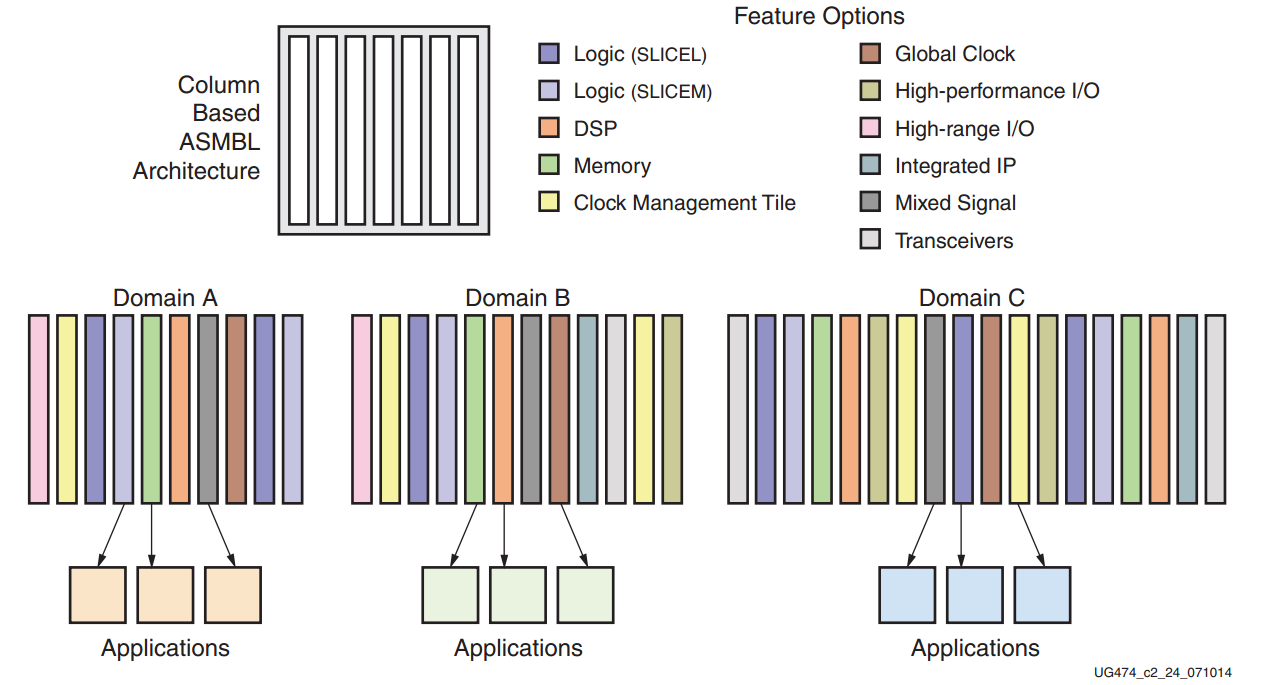 Feature Options
Column
Based
ASMBL
Architecture
Logic (SLICEL)
Logic (SLICEM)
DSP
Memory
Clock Management Tile
Global Clock
High-performance I/O
High-range I/O
Integrated IP
Mixed Signal
Transceivers
Domain A
Domain B
Domain C
Applications
Applications
Applications
UG474_c2_24_071014